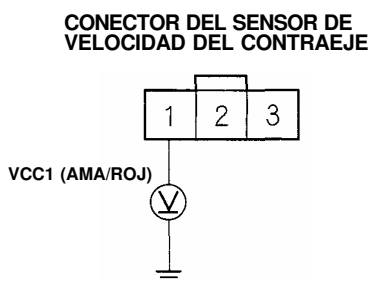 CONECTOR DEL SENSOR DE
VELOCIDAD DEL CONTRAEJE
1 2 3
VCC1 (AMA/ROJ)
V